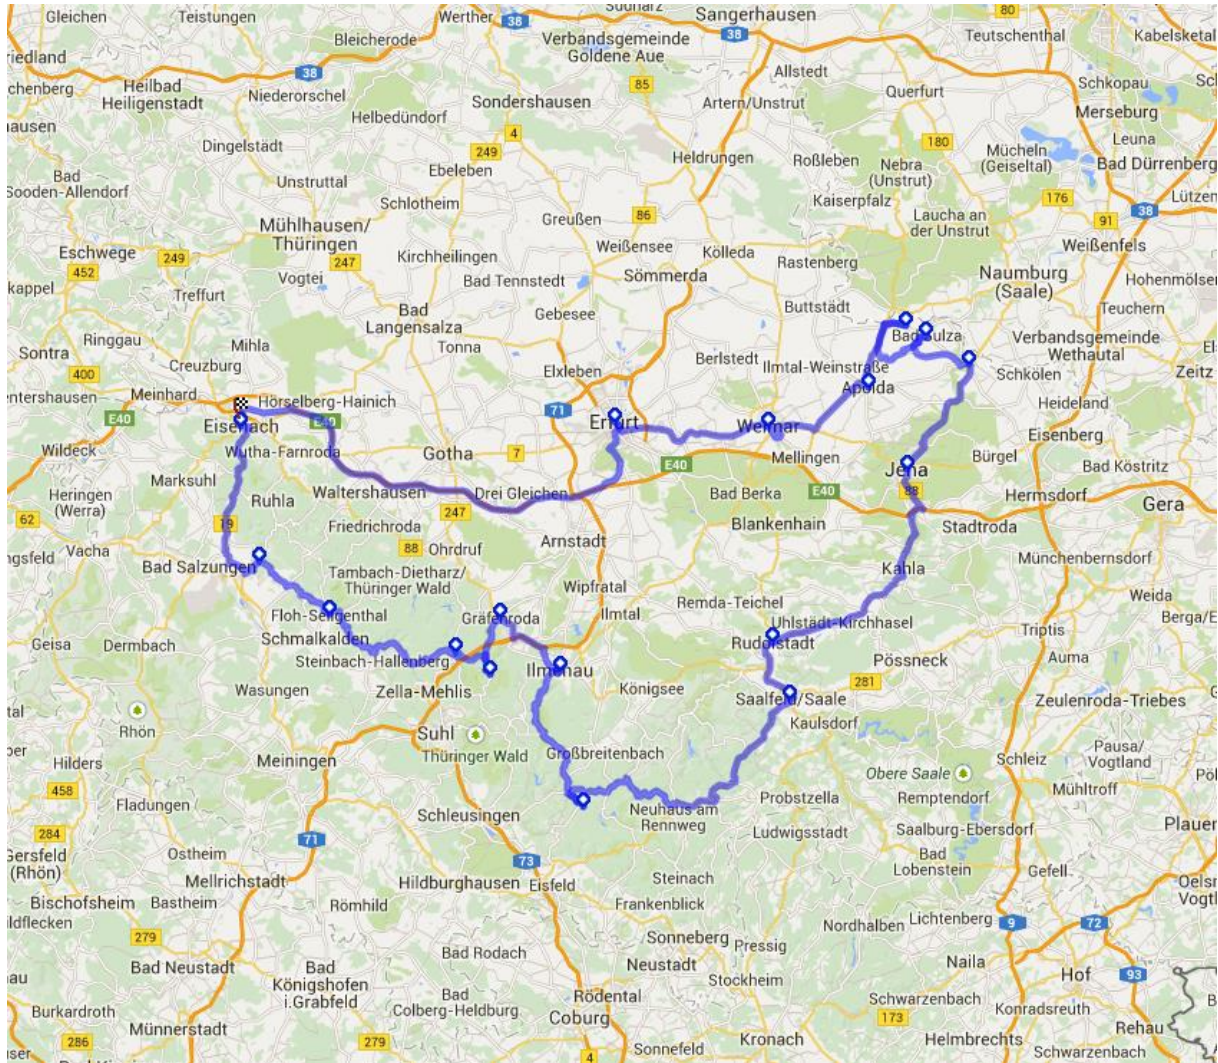 Gleichen
Teistungen
Werther
38
Südharz
Sangerhausen
80
Teutschenthal
Kabelsketal
Bleicherode
Verbandsgemeinde
Goldene Aue
38
Heilbad
Heiligenstadt
38
Niederorschel
85
Allstedt
Querfurt
Schkopau
Merseburg
Sondershausen
Artern/Unstrut
Helbedündorf
4
Dingelstädt
249
Heldrungen
Roßleben
180
Leuna
Mücheln
(Geiseltal)
Bad Dürrenberg
Bad
Sooden-Allendorf
Unstruttal
Ebeleben
Nebra
(Unstrut)
Kaiserpfalz
176
Lützen
Schlotheim
Greußen
86
Laucha an
der Unstrut
91
38
Mühlhausen/
Thüringen
Weißensee
Kölleda
Weißenfels
Eschwege
249
247
Kirchheilingen
Rastenberg
452
Vogtei
Bad Tennstedt
Sömmerda
Naumburg
(Saale)
Hohenmölsen
Treffurt
Bad
Langensalza
Gebesee
Buttstädt
Teuchern
Ringgau
Mihla
Tonna
Bad Sulza
Verbandsgemeinde
Wethautal
Sontra
Creuzburg
Elxleben
Berlstedt
Ilmtal-Weinstraße
Schkölen
Zeitz
400
Meinhard
Hörselberg-Hainich
Apolda
Heideland
E40
Eisenach
E40
71
Erfurt
Weimar
Eisenberg
Wildeck
Wutha-Farnroda
Gotha
7
E40
Mellingen
Jena
Bürgel
Bad Köstritz
Marksuhl
Heringen
(Werra)
Ruhla
Waltershausen
Drei Gleichen
Bad Berka
E40
88
Hermsdorf
Gera
62
19
Friedrichroda
247
Blankenhain
Stadtroda
Vacha
88
Ohrdruf
Arnstadt
Münchenbernsdorf
Bad Salzungen
Tambach-Dietharz/
Thüringer Wald
Wipfratal
Kahla
Weida
Floh-Seligenthal
Gräfenroda
Ilmtal
Remda-Teichel
Uhlstädt-Kirchhasel
Geisa
Dermbach
Schmalkalden
Triptis
Steinbach-Hallenberg
Ilmenau
Rudolstadt
Pössneck
Auma
Wasungen
Zella-Mehlis
Königsee
281
Saalfeld/Saale
Zeulenroda-Triebes
Rhön
Suhl
Kaulsdorf
Hilders
Meiningen
Thüringer Wald
Großbreitenbach
Schleiz
Pausa/
Vogtland
458
Fladungen
Obere Saale
Probstzella
Remptendorf
Mühltroff
Schleusingen
Neuhaus am
Rennweg
Plauen
284
71
Ludwigsstadt
Saalburg-Ebersdorf
Gersfeld
(Rhön)
Ostheim
73
Bad
Lobenstein
Gefell
Mellrichstadt
Hildburghausen
Eisfeld
Steinach
Bischofsheim
Bastheim
Römhild
Frankenblick
Nordhalben
Lichtenberg
9
72
279
Sonneberg
Pressig
Bad Rodach
Neustadt
Naila
Hof
93
Bad Neustadt
Bad
Königshofen
i.Grabfeld
Stockheim
Burkardroth
Bad
Colberg-Heldburg
Rödental
Schwarzenbach
Konradsreuth
Coburg
173
Rehau
Münnerstadt
Kronach
Helmbrechts
286
279
4
Sonnefeld
Schwarzenbach